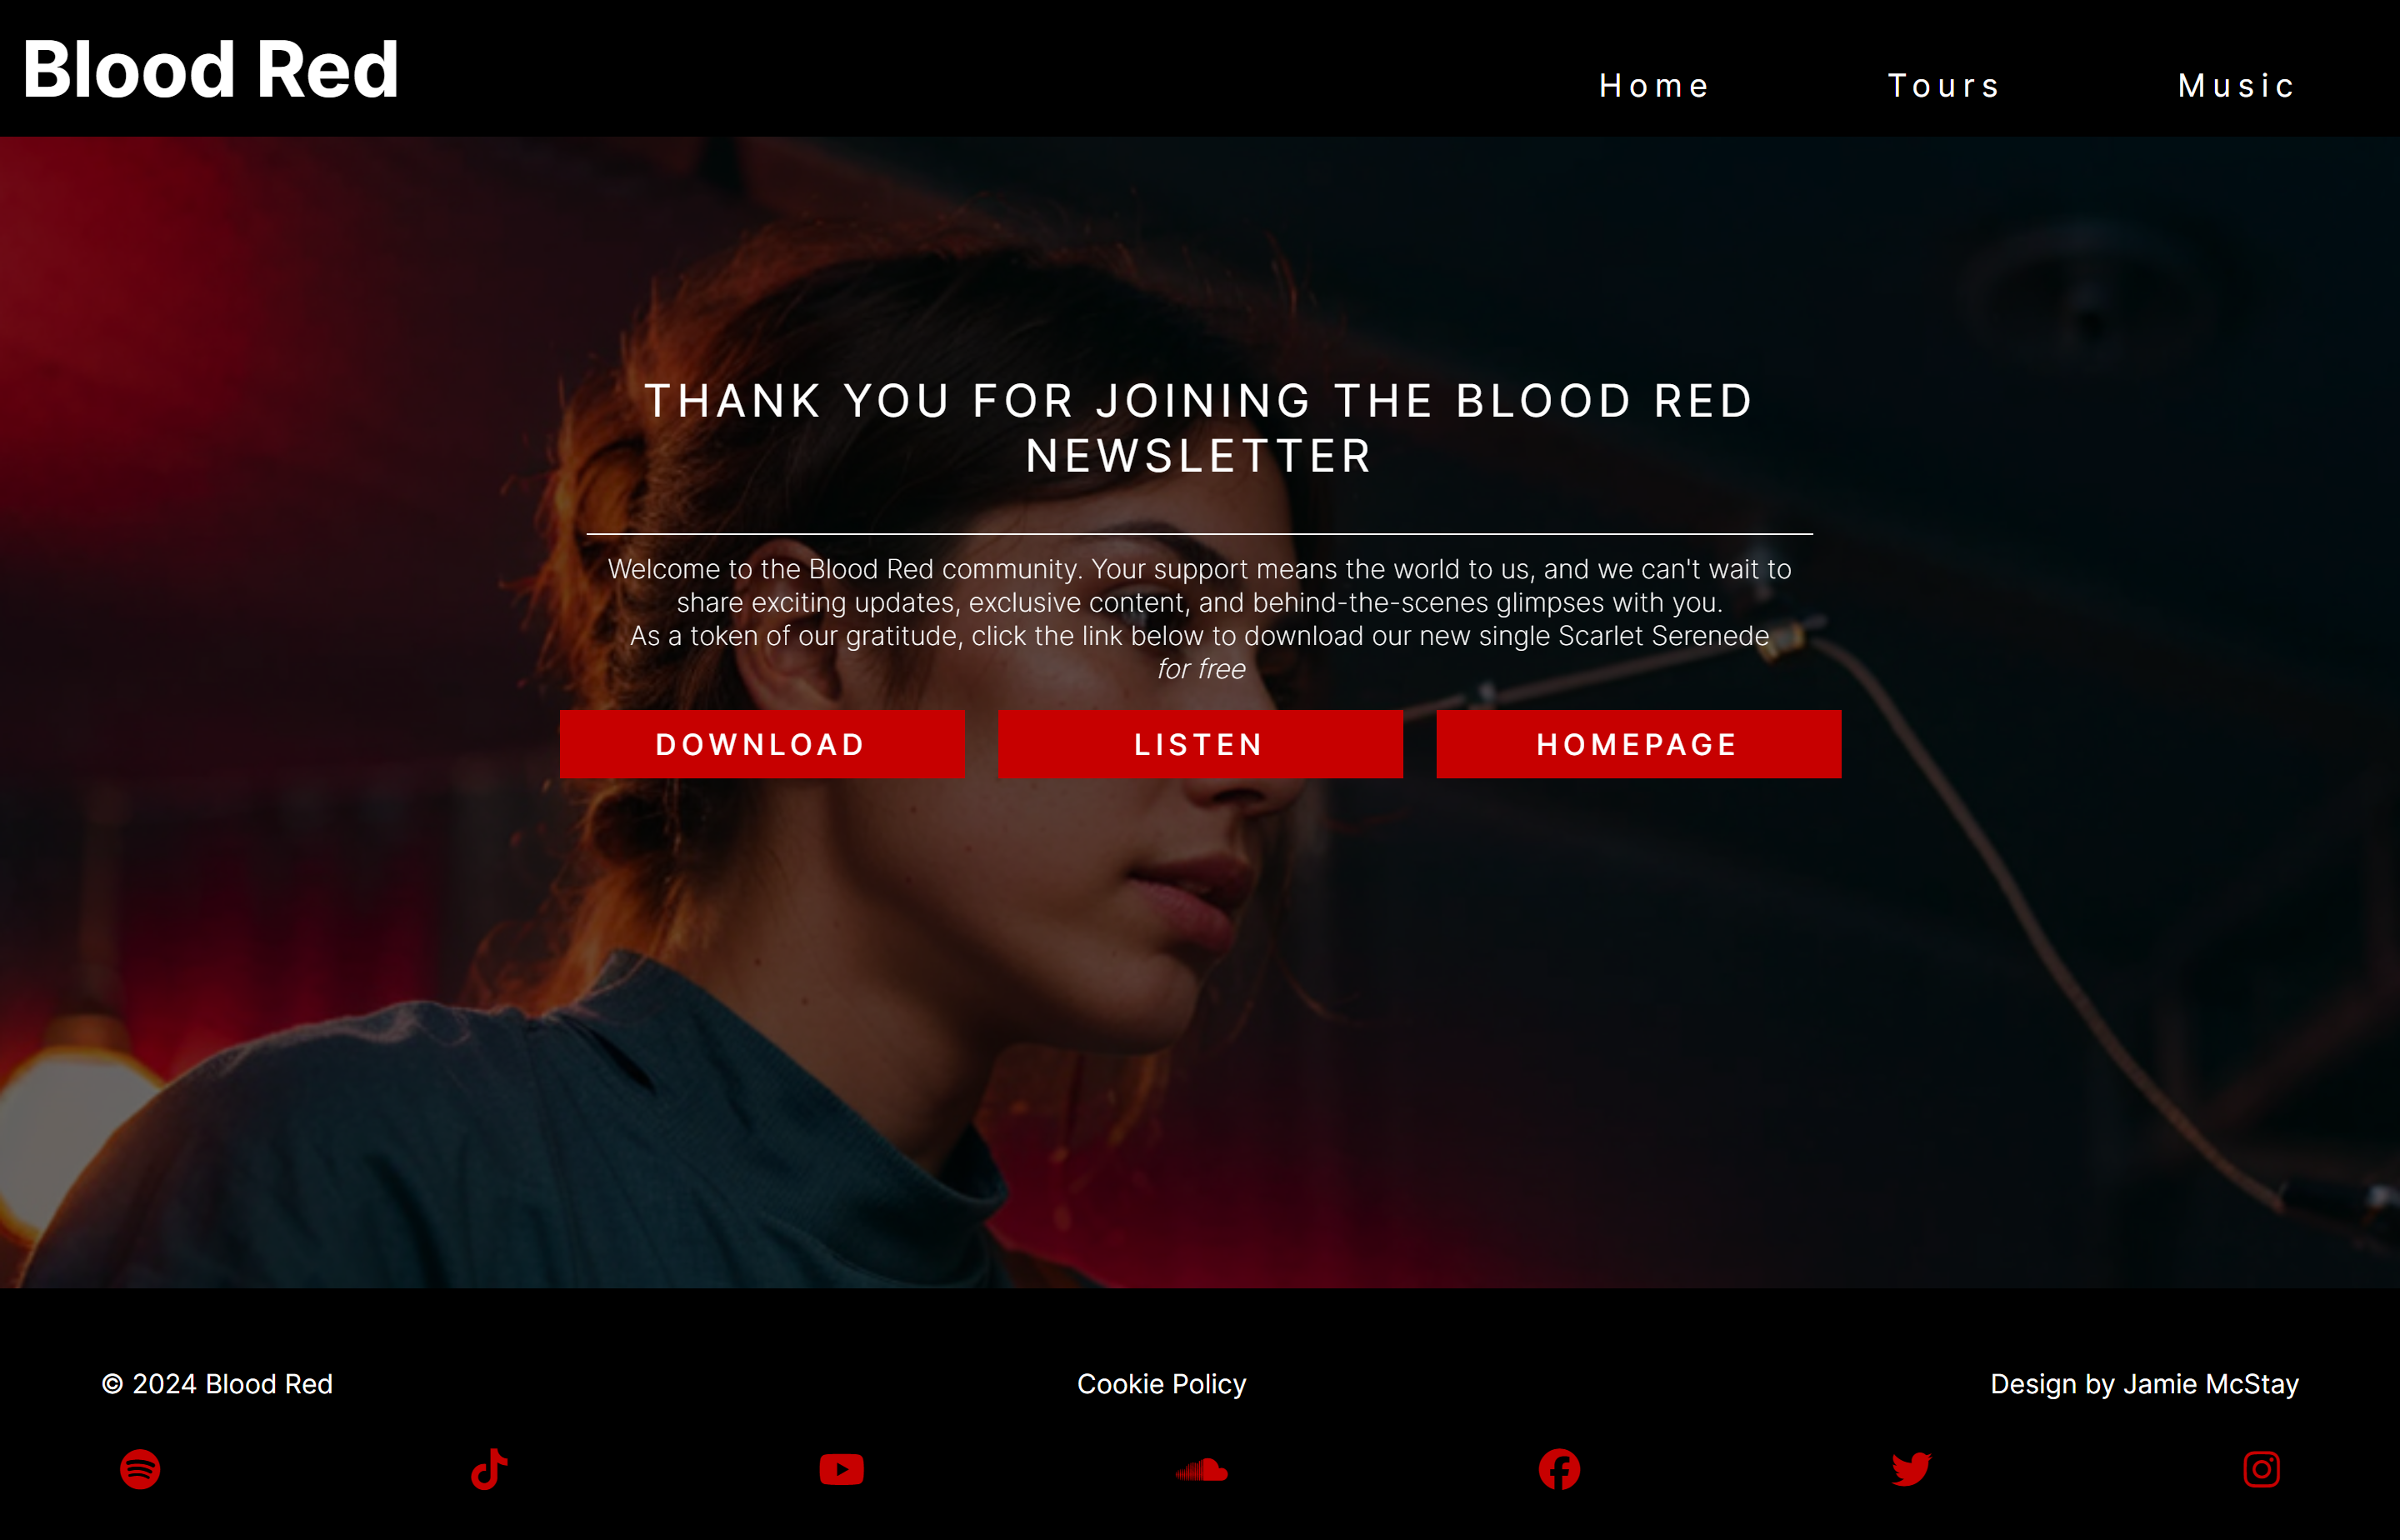 Blood Red
Home Tours Music
THANK YOU FOR JOINING THE BLOOD RED
NEWSLETTER
Welcome to the Blood Red community. Your support means the world to us, and we can't wait to
share exciting updates, exclusive content, and behind-the-scenes glimpses with you.
As a token of our gratitude, click the link below to download our new single Scarlet Serenede
for free
DOWNLOAD LISTEN HOMEPAGE
© 2024 Blood Red Cookie Policy Design by Jamie McStay